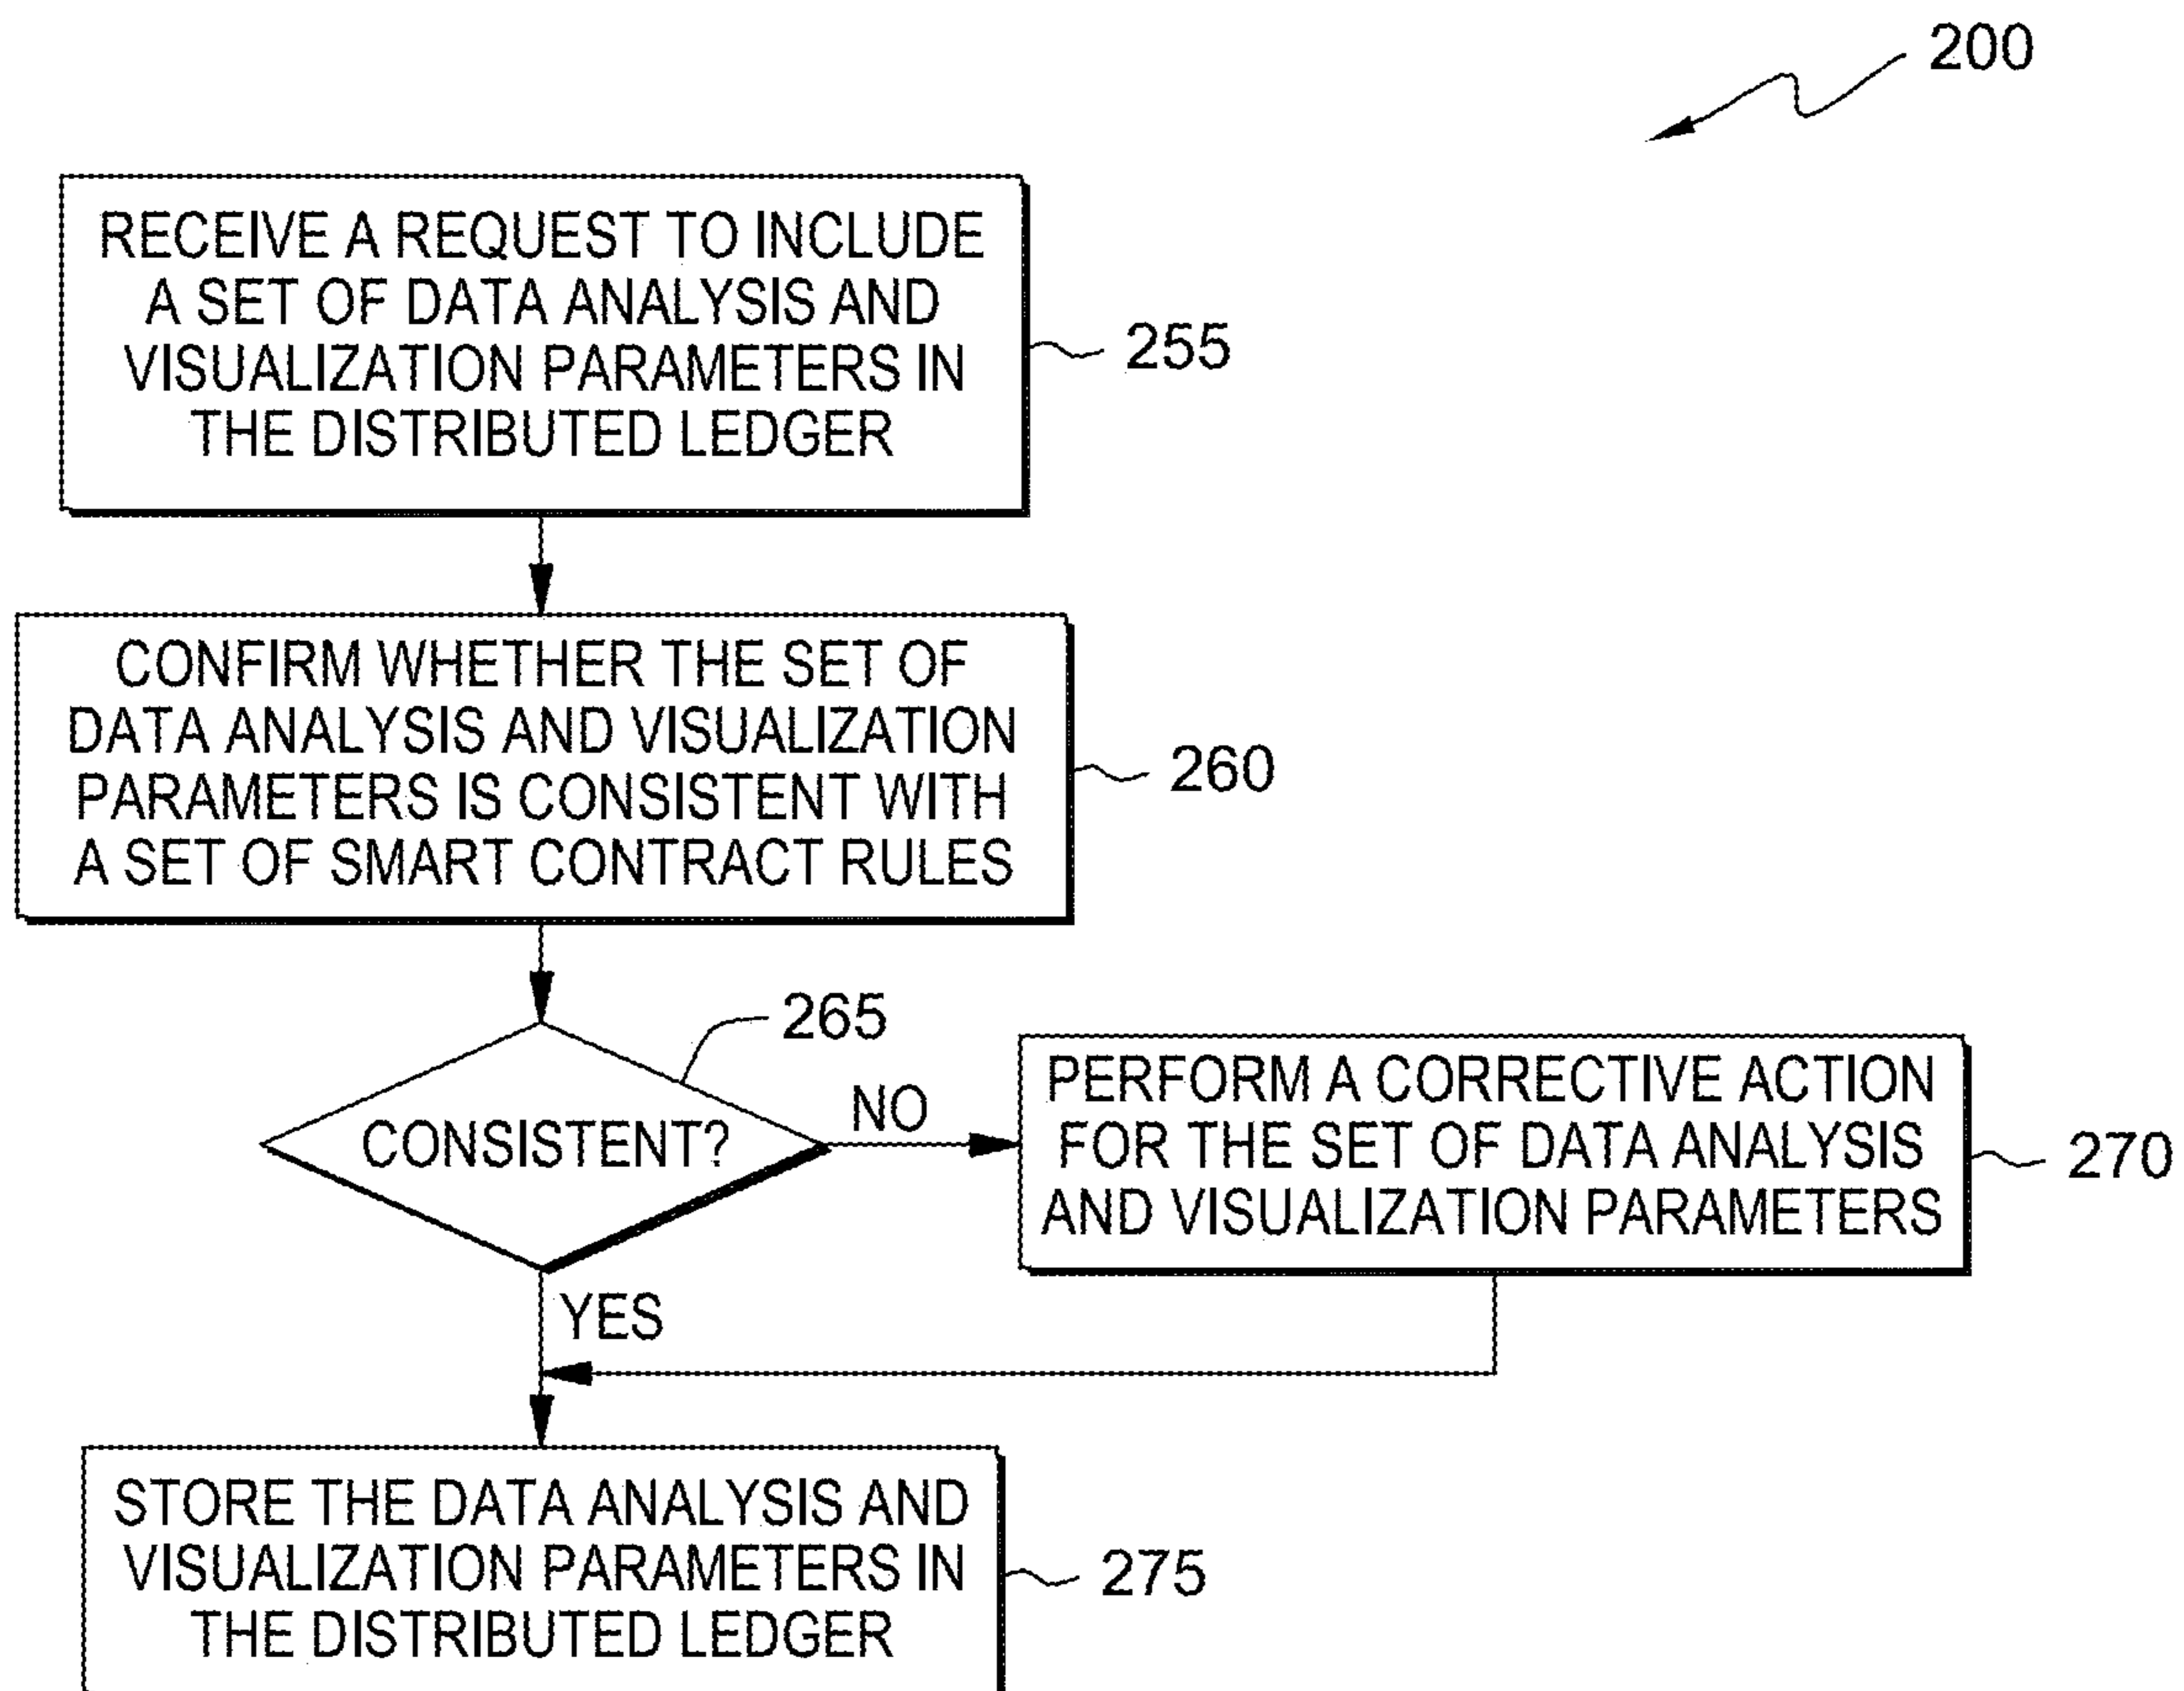 200
RECEIVE A REQUEST TO INCLUDE
A SET OF DATA ANALYSIS AND
VISUALIZATION PARAMETERS IN
THE DISTRIBUTED LEDGER
255
CONFIRM WHETHER THE SET OF
DATA ANALYSIS AND VISUALIZATION
PARAMETERS IS CONSISTENT WITH
A SET OF SMART CONTRACT RULES
260
265
CONSISTENT?
NO
PERFORM A CORRECTIVE ACTION
FOR THE SET OF DATA ANALYSIS
AND VISUALIZATION PARAMETERS
270
YES
STORE THE DATA ANALYSIS AND
VISUALIZATION PARAMETERS IN
THE DISTRIBUTED LEDGER
275